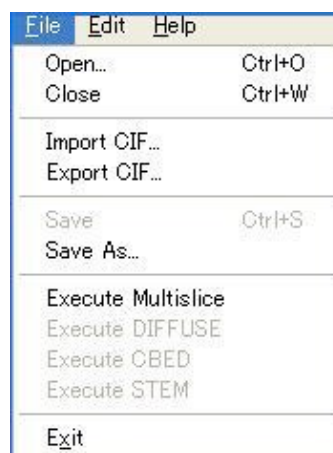 File Edit Help
Open... Ctrl+O
Close Ctrl+W
Import CIF...
Export CIF...
Save Ctrl+S
Save As...
Execute Multislice
Execute DIFFUSE
Execute CBED
Execute STEM
Exit